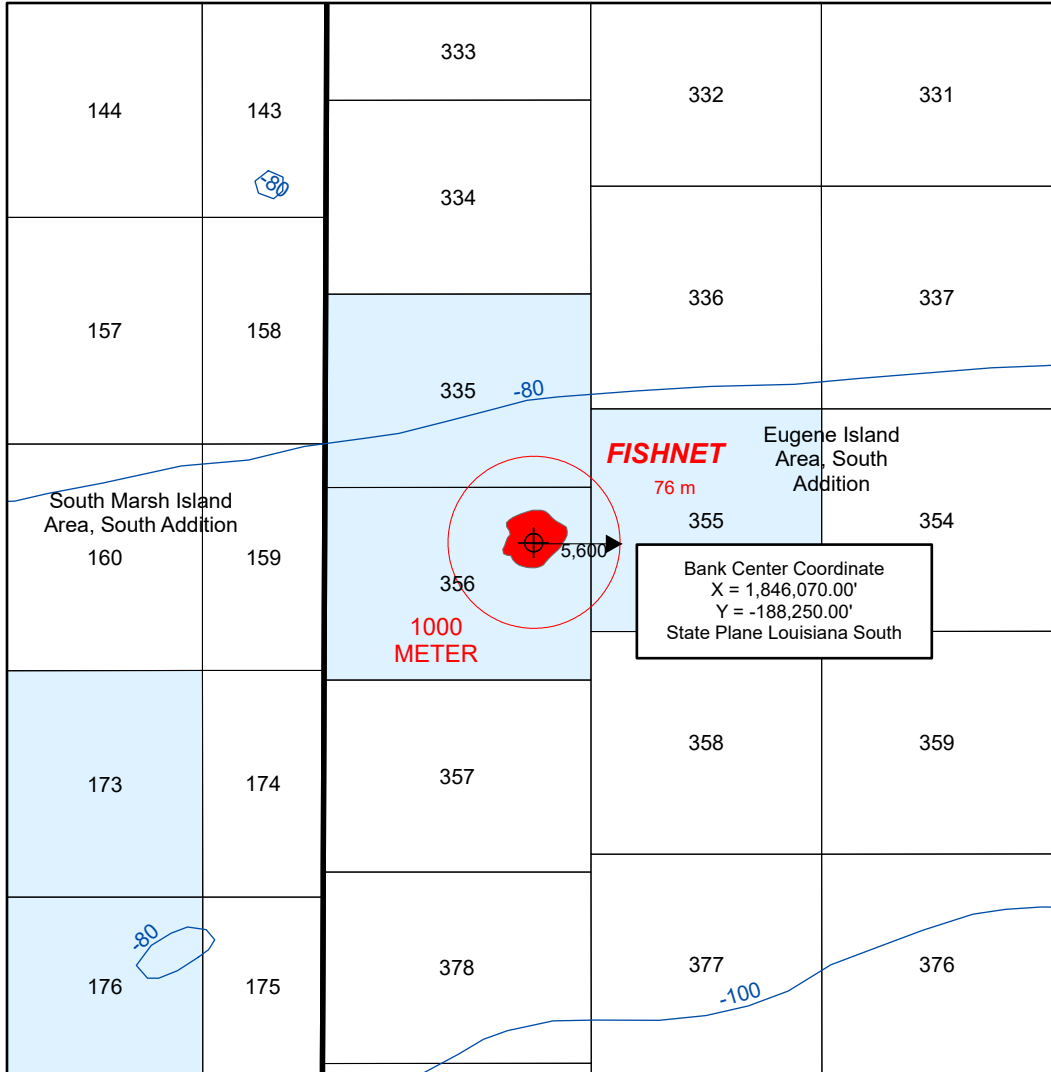 333
332
331
144
143
-80
334
336
337
157
158
335
-80
FISHNET
76 m
Eugene Island
Area, South
Addition
South Marsh Island
Area, South Addition
160
159
355
354
5,600
356
1000
METER
Bank Center Coordinate
X = 1,846,070.00'
Y = -188,250.00'
State Plane Louisiana South
358
359
357
173
174
-80
378
377
376
176
175
-100